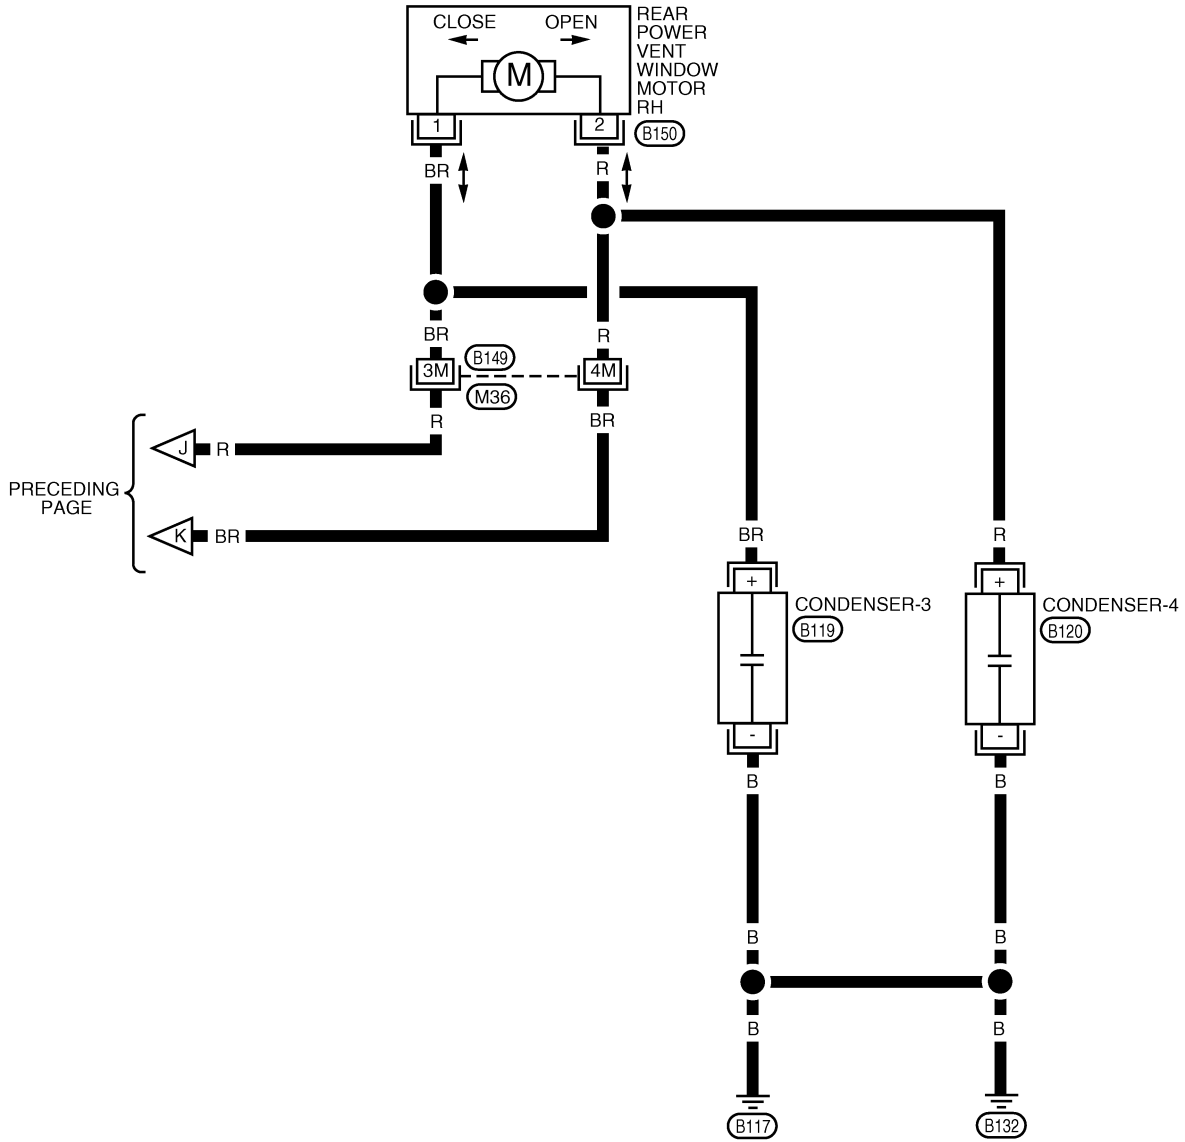 CLOSE
OPEN
REAR
POWER
VENT
WINDOW
MOTOR
RH
M
1
2
B150
BR
R
BR
R
3M
B149
4M
M36
R
BR
J
R
PRECEDING
PAGE
K
BR
BR
R
+
+
CONDENSER-3
CONDENSER-4
B119
B120
-
-
B
B
B
B
B
B
B117
B132